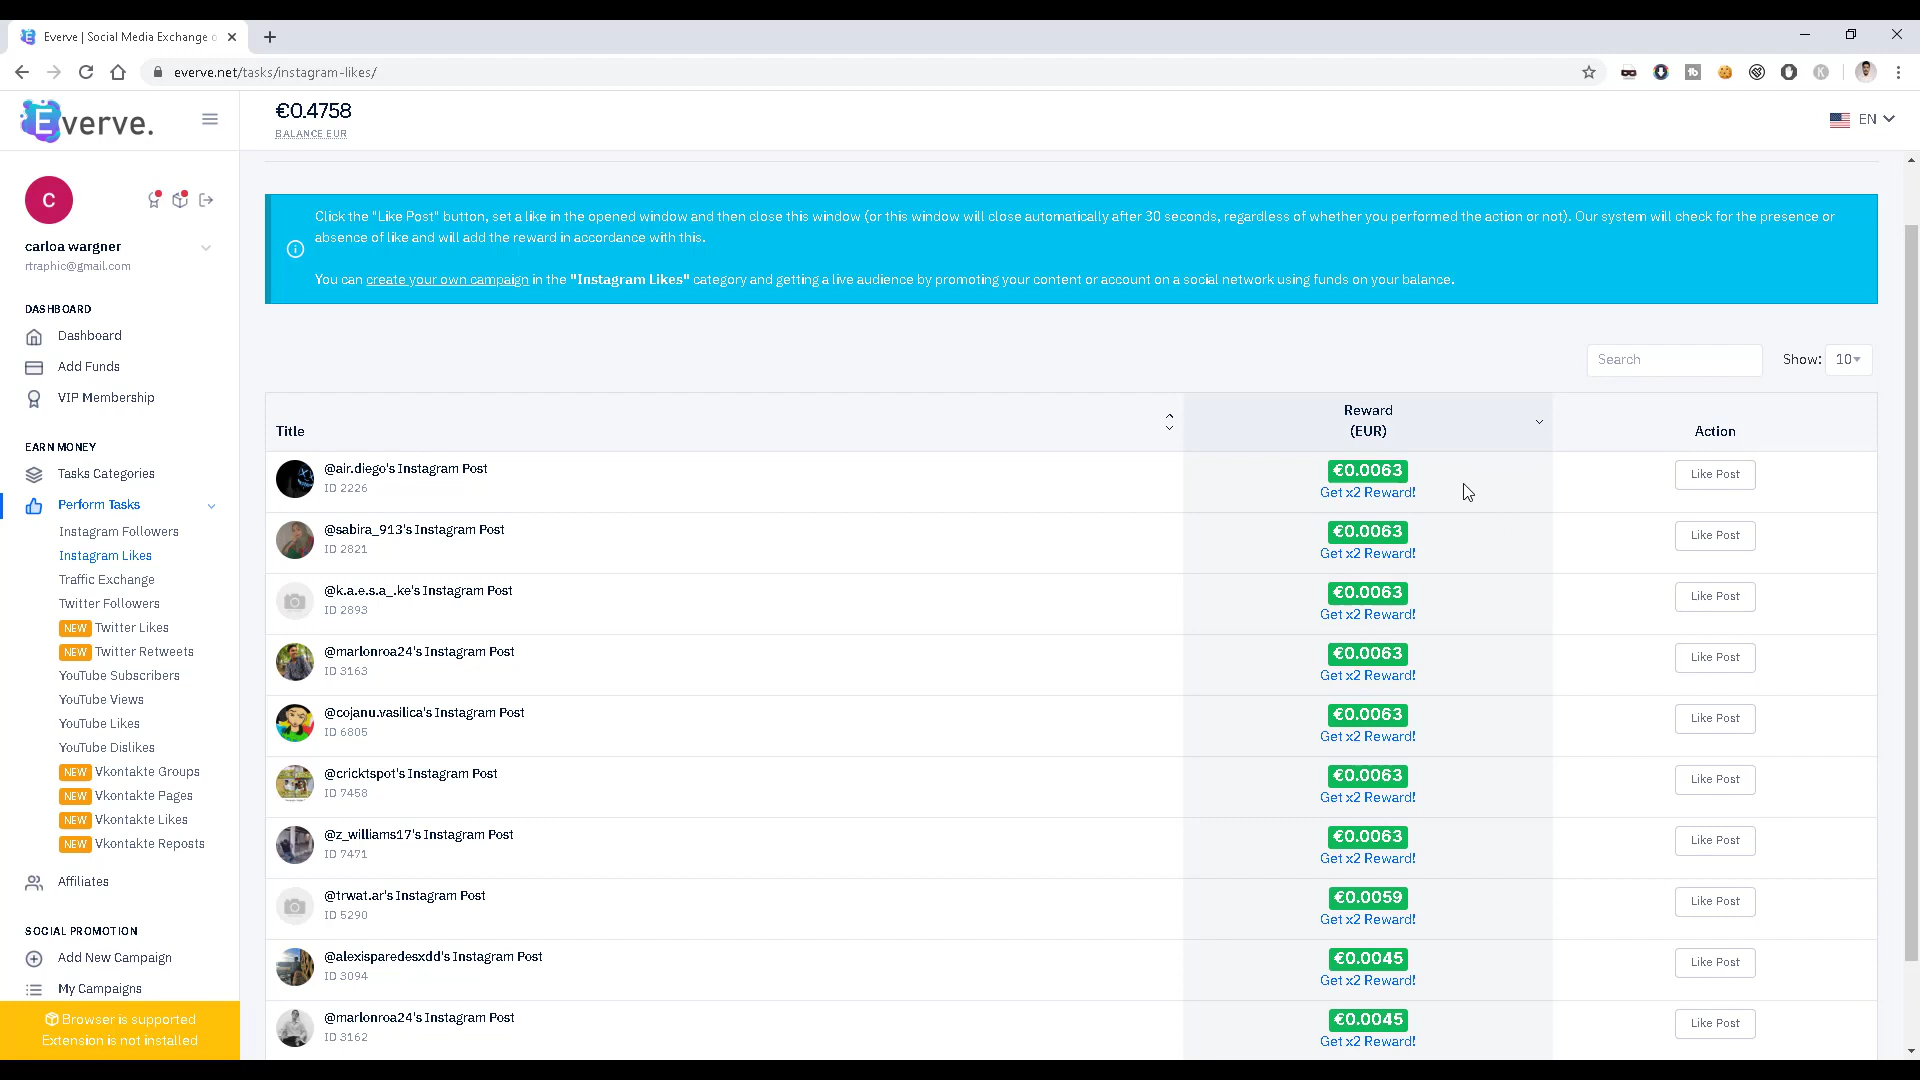 Everve | Social Media Exchange o
everve.net/tasks/instagram-likes/
Everve.
€0.4758
BALANCE EUR
EN
C
carloa wargner
rtraphic@gmail.com
DASHBOARD
Dashboard
Add Funds
VIP Membership
EARN MONEY
Tasks Categories
Perform Tasks
Instagram Followers
Instagram Likes
Traffic Exchange
Twitter Followers
NEW Twitter Likes
NEW Twitter Retweets
YouTube Subscribers
YouTube Views
YouTube Likes
YouTube Dislikes
NEW Vkontakte Groups
NEW Vkontakte Pages
NEW Vkontakte Likes
NEW Vkontakte Reposts
Affiliates
SOCIAL PROMOTION
Add New Campaign
My Campaigns
Browser is supported
Extension is not installed
Click the "Like Post" button, set a like in the opened window and then close this window (or this window will close automatically after 30 seconds, regardless of whether you performed the action or not). Our system will check for the presence or
absence of like and will add the reward in accordance with this.
You can create your own campaign in the "Instagram Likes" category and getting a live audience by promoting your content or account on a social network using funds on your balance.
Search
Show: 10
Title
Reward
(EUR)
Action
@air.diego's Instagram Post
ID 2226
€0.0063
Get x2 Reward!
Like Post
@sabira_913's Instagram Post
ID 2821
€0.0063
Get x2 Reward!
Like Post
@k.a.e.s.a_.ke's Instagram Post
ID 2893
€0.0063
Get x2 Reward!
Like Post
@marlonroa24's Instagram Post
ID 3163
€0.0063
Get x2 Reward!
Like Post
@cojanu.vasilica's Instagram Post
ID 6805
€0.0063
Get x2 Reward!
Like Post
@cricktspot's Instagram Post
ID 7458
€0.0063
Get x2 Reward!
Like Post
@z_williams17's Instagram Post
ID 7471
€0.0063
Get x2 Reward!
Like Post
@trwat.ar's Instagram Post
ID 5290
€0.0059
Get x2 Reward!
Like Post
@alexisparedesxdd's Instagram Post
ID 3094
€0.0045
Get x2 Reward!
Like Post
@marlonroa24's Instagram Post
ID 3162
€0.0045
Get x2 Reward!
Like Post